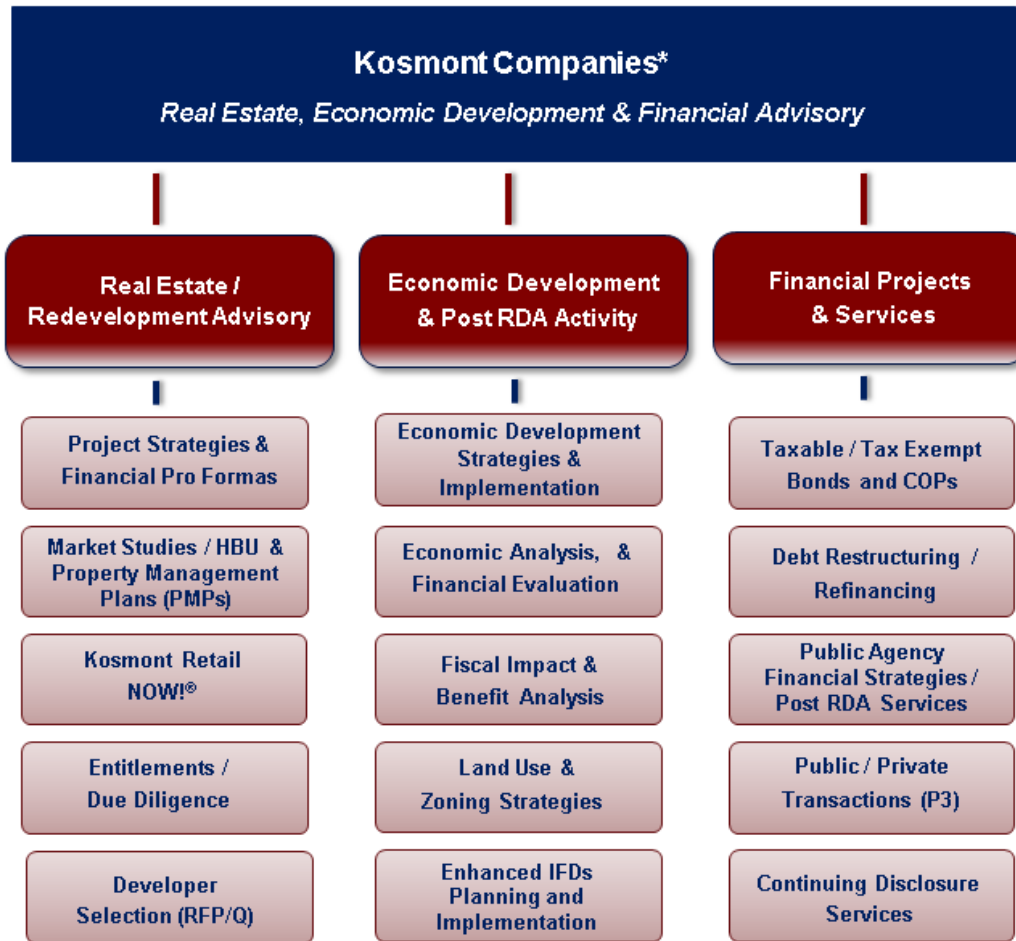 Kosmont Companies*
Real Estate, Economic Development & Financial Advisory
Real Estate /
Redevelopment Advisory
Project Strategies &
Financial Pro Formas
Market Studies / HBU &
Property Management
Plans (PMPs)
Kosmont Retail
NOW!®
Entitlements /
Due Diligence
Developer
Selection (RFP/Q)
Economic Development
& Post RDA Activity
Economic Development
Strategies &
Implementation
Economic Analysis, &
Financial Evaluation
Fiscal Impact &
Benefit Analysis
Land Use &
Zoning Strategies
Enhanced IFDs
Planning and
Implementation
Financial Projects
& Services
Taxable / Tax Exempt
Bonds and COPs
Debt Restructuring /
Refinancing
Public Agency
Financial Strategies /
Post RDA Services
Public / Private
Transactions (P3)
Continuing Disclosure
Services